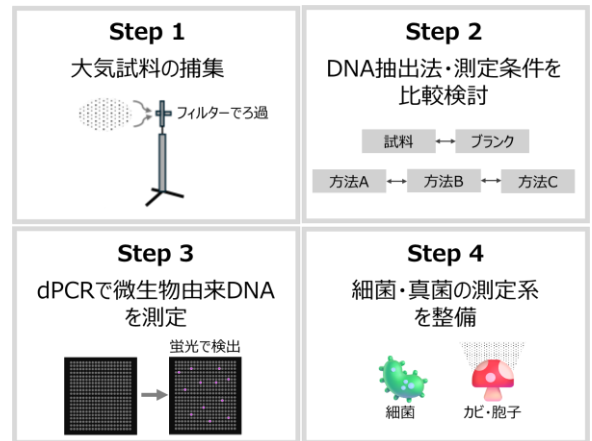 Step 1
大気試料の捕集
フィルターでろ過
Step 2
DNA抽出法・測定条件を
比較検討
試料
ブランク
方法A
方法B
方法C
Step 3
dPCRで微生物由来DNA
を測定
蛍光で検出
Step 4
細菌・真菌の測定系
を整備
細菌
カビ・胞子